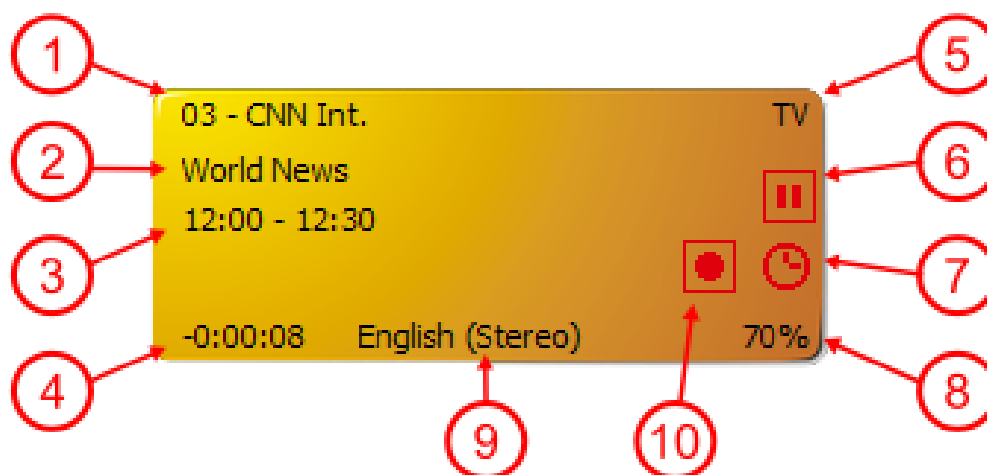 1 5
03 - CNN Int. TV
2 World News 6
12:00 - 12:30
3 7
-0:00:08 English (Stereo) 70%
4 8
9 10